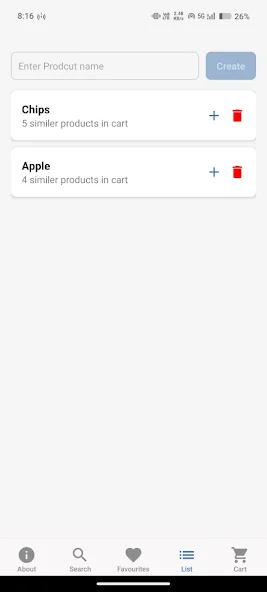 8:16
5G 26%
Enter Prodcut name
Create
Chips
5 similer products in cart
Apple
4 similer products in cart
About
Search
Favourites
List
Cart